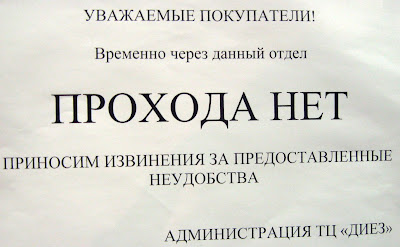 УВАЖАЕМЫЕ ПОКУПАТЕЛИ!
Временно через данный отдел
ПРОХОДА НЕТ
ПРИНОСИМ ИЗВИНЕНИЯ ЗА ПРЕДОСТАВЛЕННЫЕ
НЕУДОБСТВА
АДМИНИСТРАЦИЯ ТЦ «ДИЕЗ»